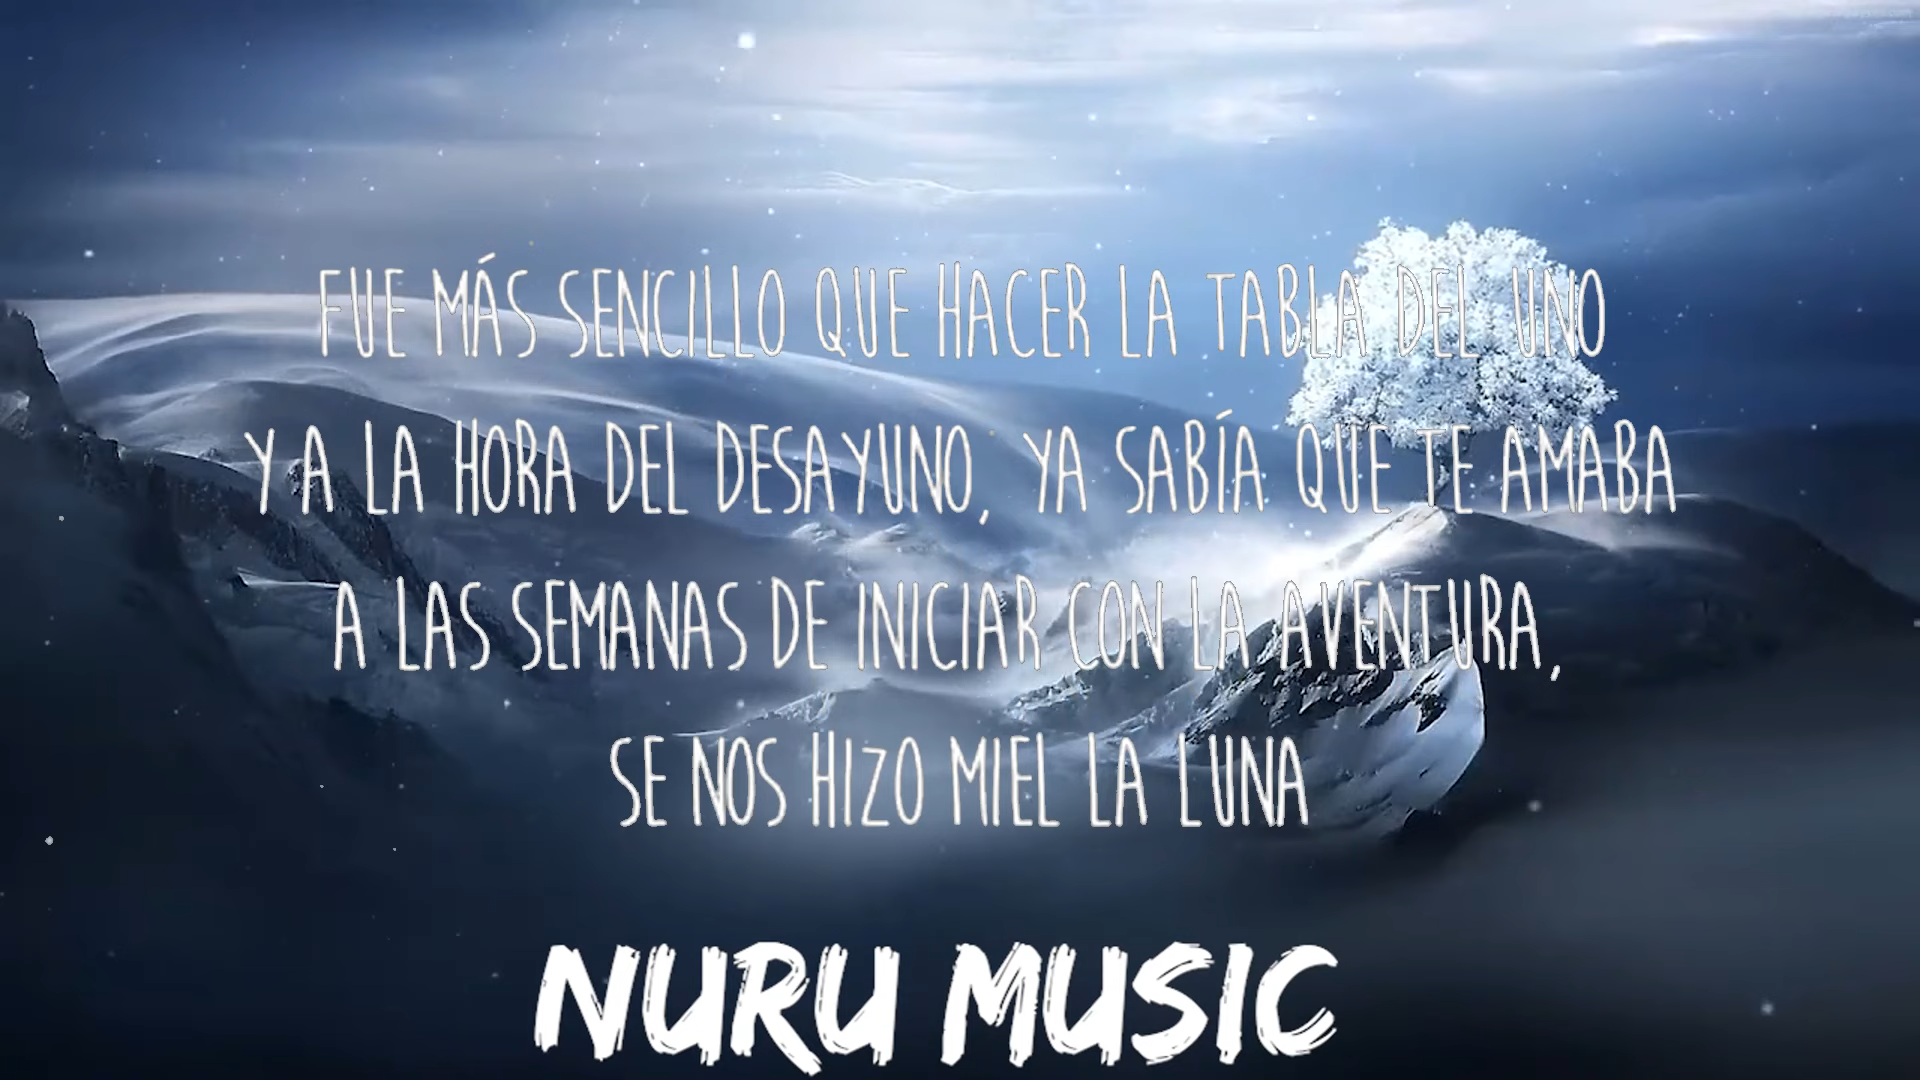 FUE MÁS SENCILLO QUE HACER LA TABLA DEL UNO
Y A LA HORA DEL DESAYUNO, YA SABÍA QUE TE AMABA
A LAS SEMANAS DE INICIAR CON LA AVENTURA,
SE NOS HIZO MIEL LA LUNA
NURU MUSIC